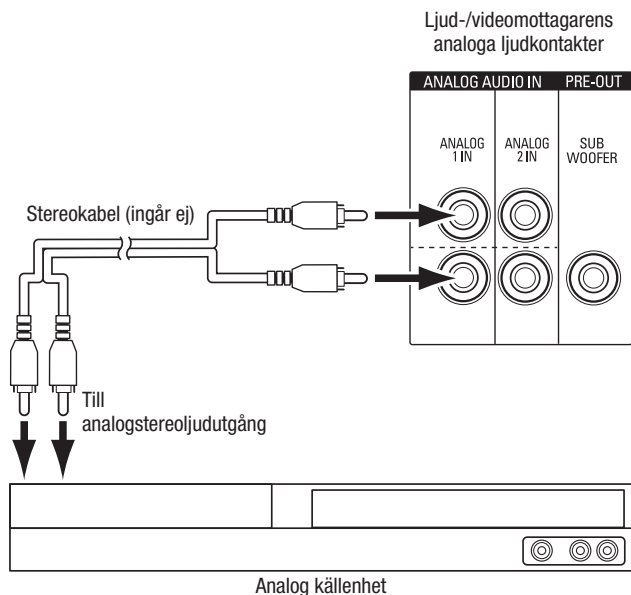 Ljud-/videomottagarens
analoga ljudkontakter
ANALOG AUDIO IN
PRE-OUT
ANALOG
1 IN
ANALOG
2 IN
SUB
WOOFER
Stereokabel (ingår ej)
Till
analogstereoljudutgång
Analog källenhet